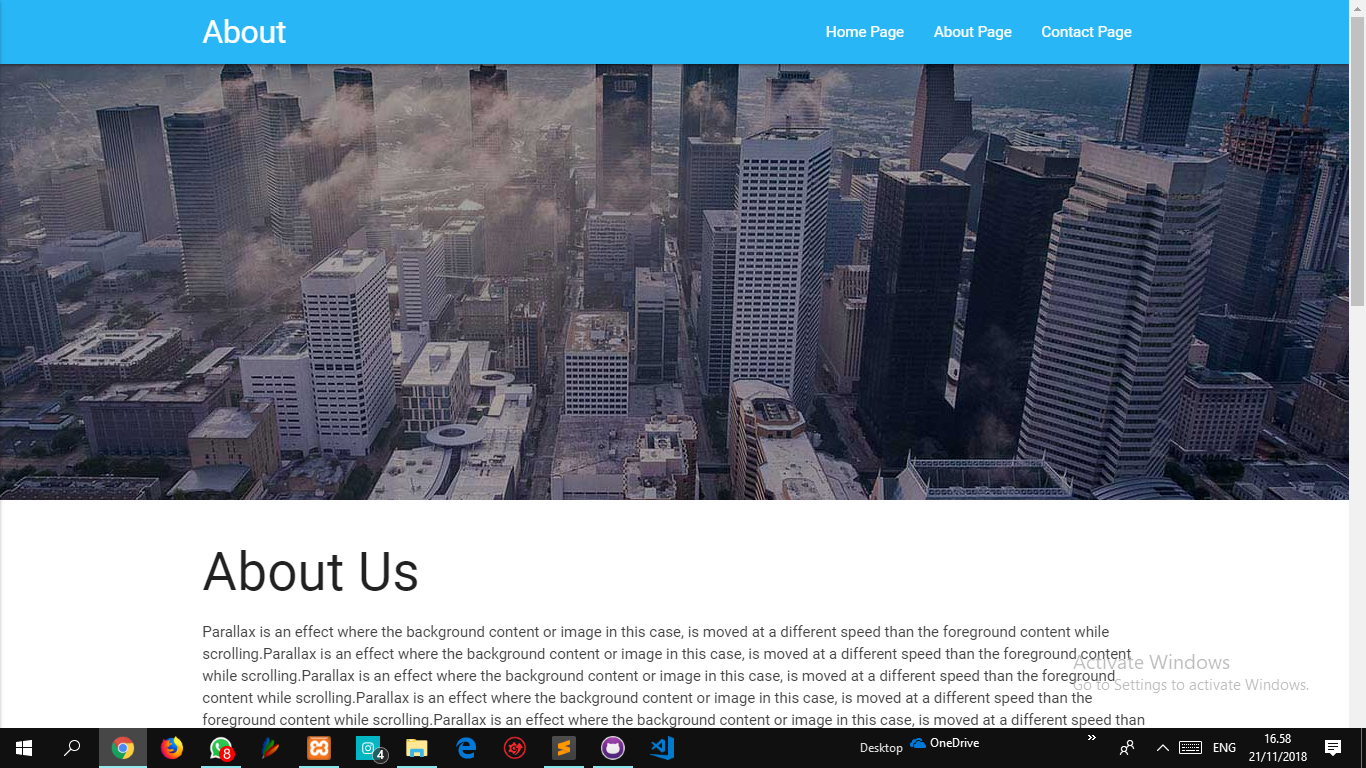 About
Home Page
About Page
Contact Page
About Us
Parallax is an effect where the background content or image in this case, is moved at a different speed than the foreground content while
scrolling.Parallax is an effect where the background content or image in this case, is moved at a different speed than the foreground content
while scrolling.Parallax is an effect where the background content or image in this case, is moved at a different speed than the foreground
content while scrolling.Parallax is an effect where the background content or image in this case, is moved at a different speed than the
foreground content while scrolling.Parallax is an effect where the background content or image in this case, is moved at a different speed than
Activate Windows
Go to Settings to activate Windows.
8
4
Desktop
OneDrive
»
ENG
16.58
21/11/2018